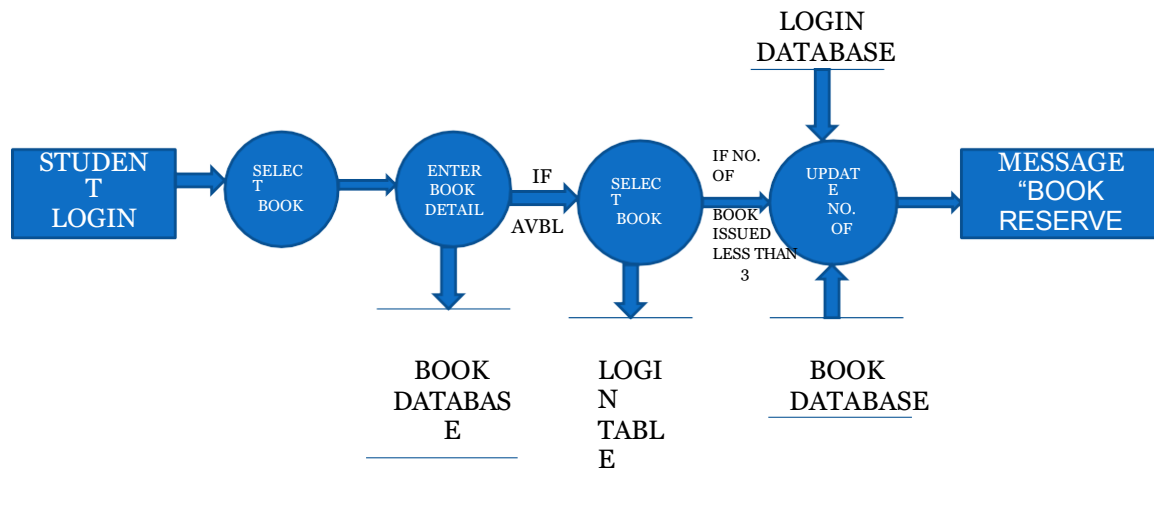 LOGIN
DATABASE
STUDEN
T
LOGIN
SELEC
T
BOOK
ENTER
BOOK
DETAIL
IF
AVBL
SELEC
T
BOOK
IF NO.
OF
BOOK
ISSUED
LESS THAN
3
UPDAT
E
NO.
OF
MESSAGE
“BOOK
RESERVE
BOOK
DATABAS
E
LOGI
N
TABL
E
BOOK
DATABASE